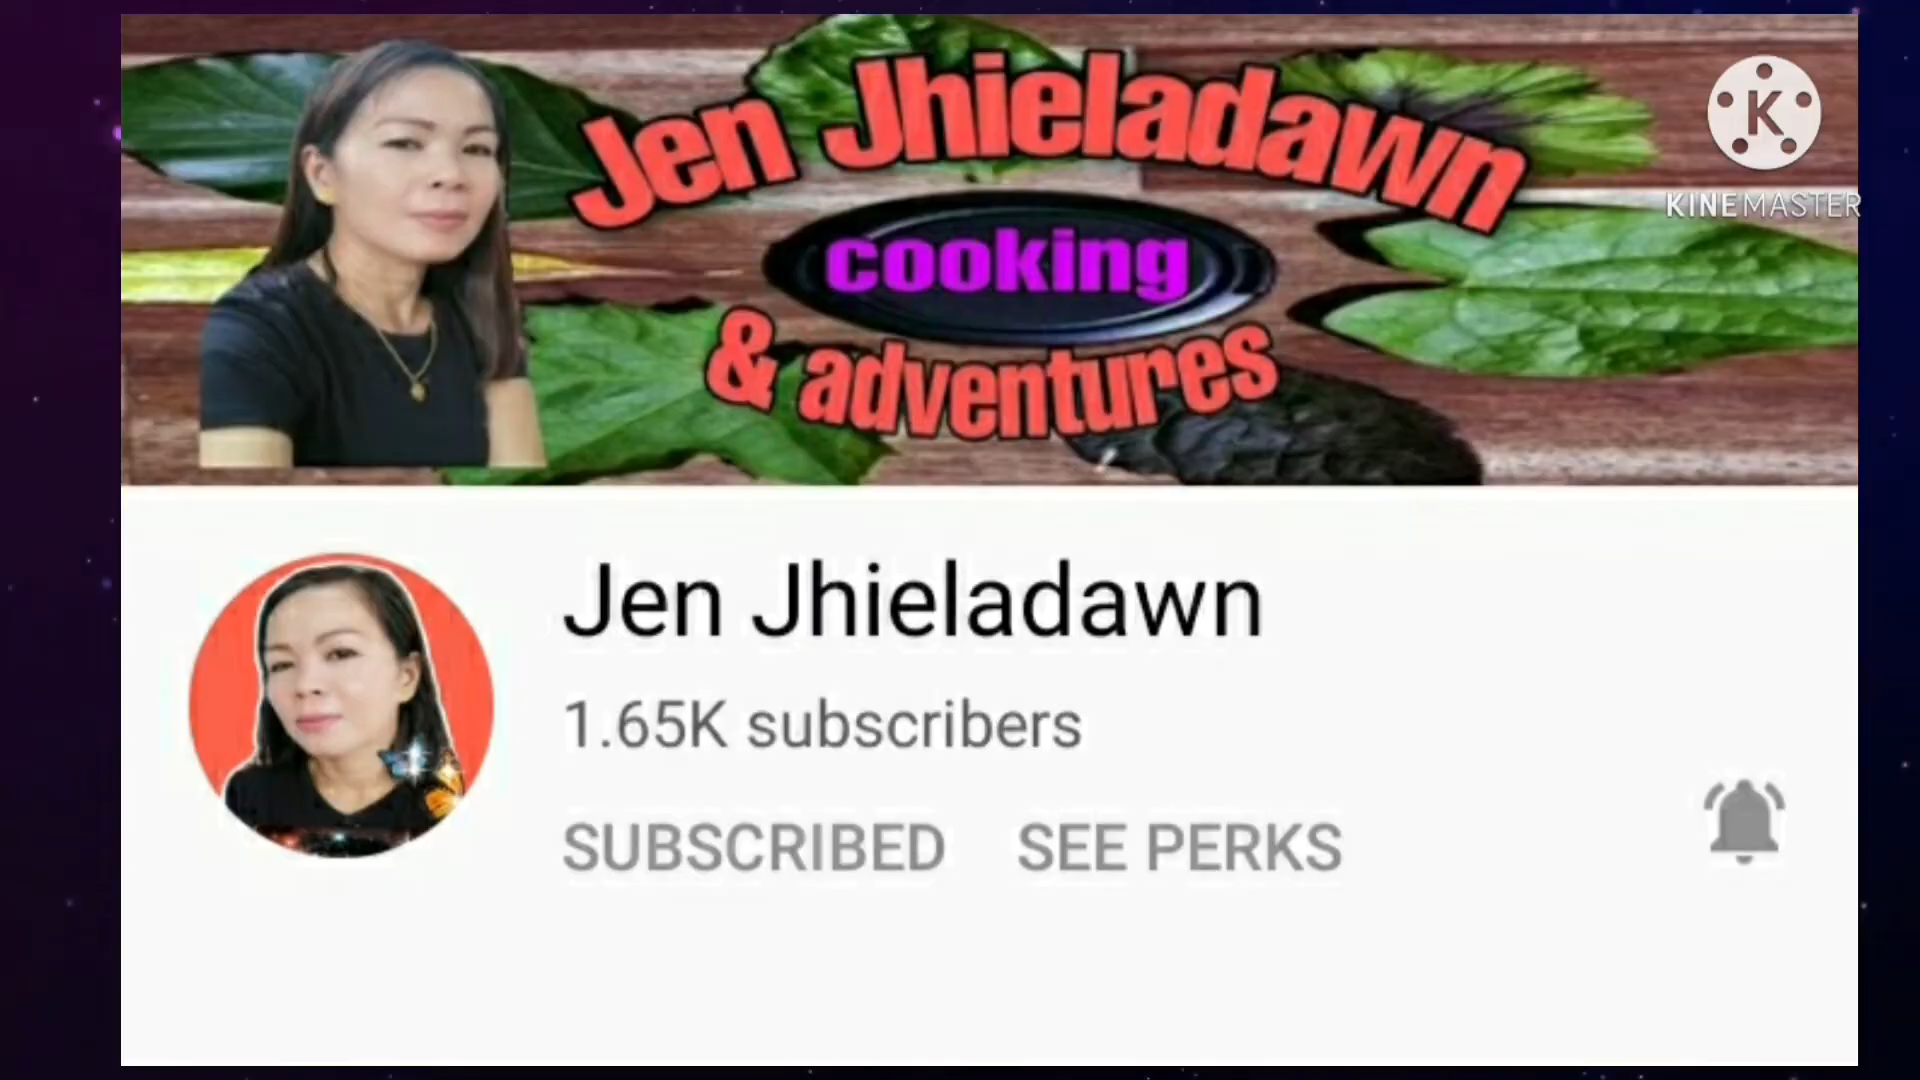 Jen Jhieladawn
cooking
& adventures
K
KINEMASTER
Jen Jhieladawn
1.65K subscribers
SUBSCRIBED SEE PERKS